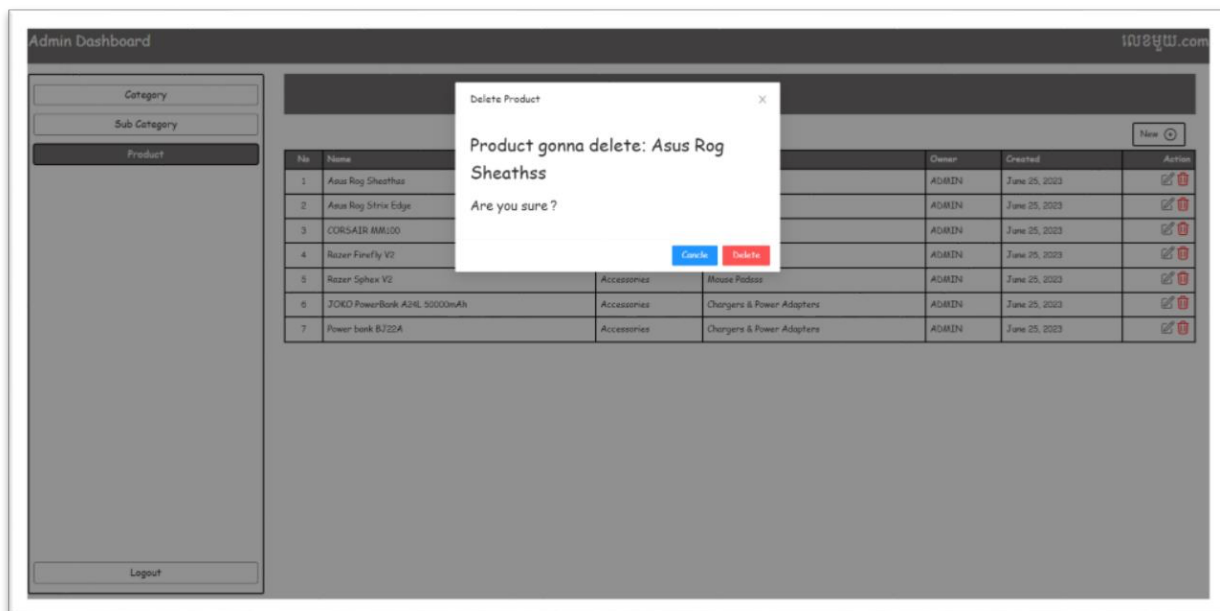 Admin Dashboard
លេខមួយ.com
Category
Sub Category
Product
Logout
Delete Product
Product gonna delete: Asus Rog
Sheathss
Are you sure ?
Cancle Delete
New
No Name Owner Created Action
1 Asus Rog Sheathss ADMIN June 25, 2023
2 Asus Rog Strix Edge ADMIN June 25, 2023
3 CORSAIR MM100 ADMIN June 25, 2023
4 Razer Firefly V2 ADMIN June 25, 2023
5 Razer Sphex V2 Accessories Mouse Padsss ADMIN June 25, 2023
6 JOKO PowerBank A24L 50000mAh Accessories Chargers & Power Adapters ADMIN June 25, 2023
7 Power bank BJ22A Accessories Chargers & Power Adapters ADMIN June 25, 2023